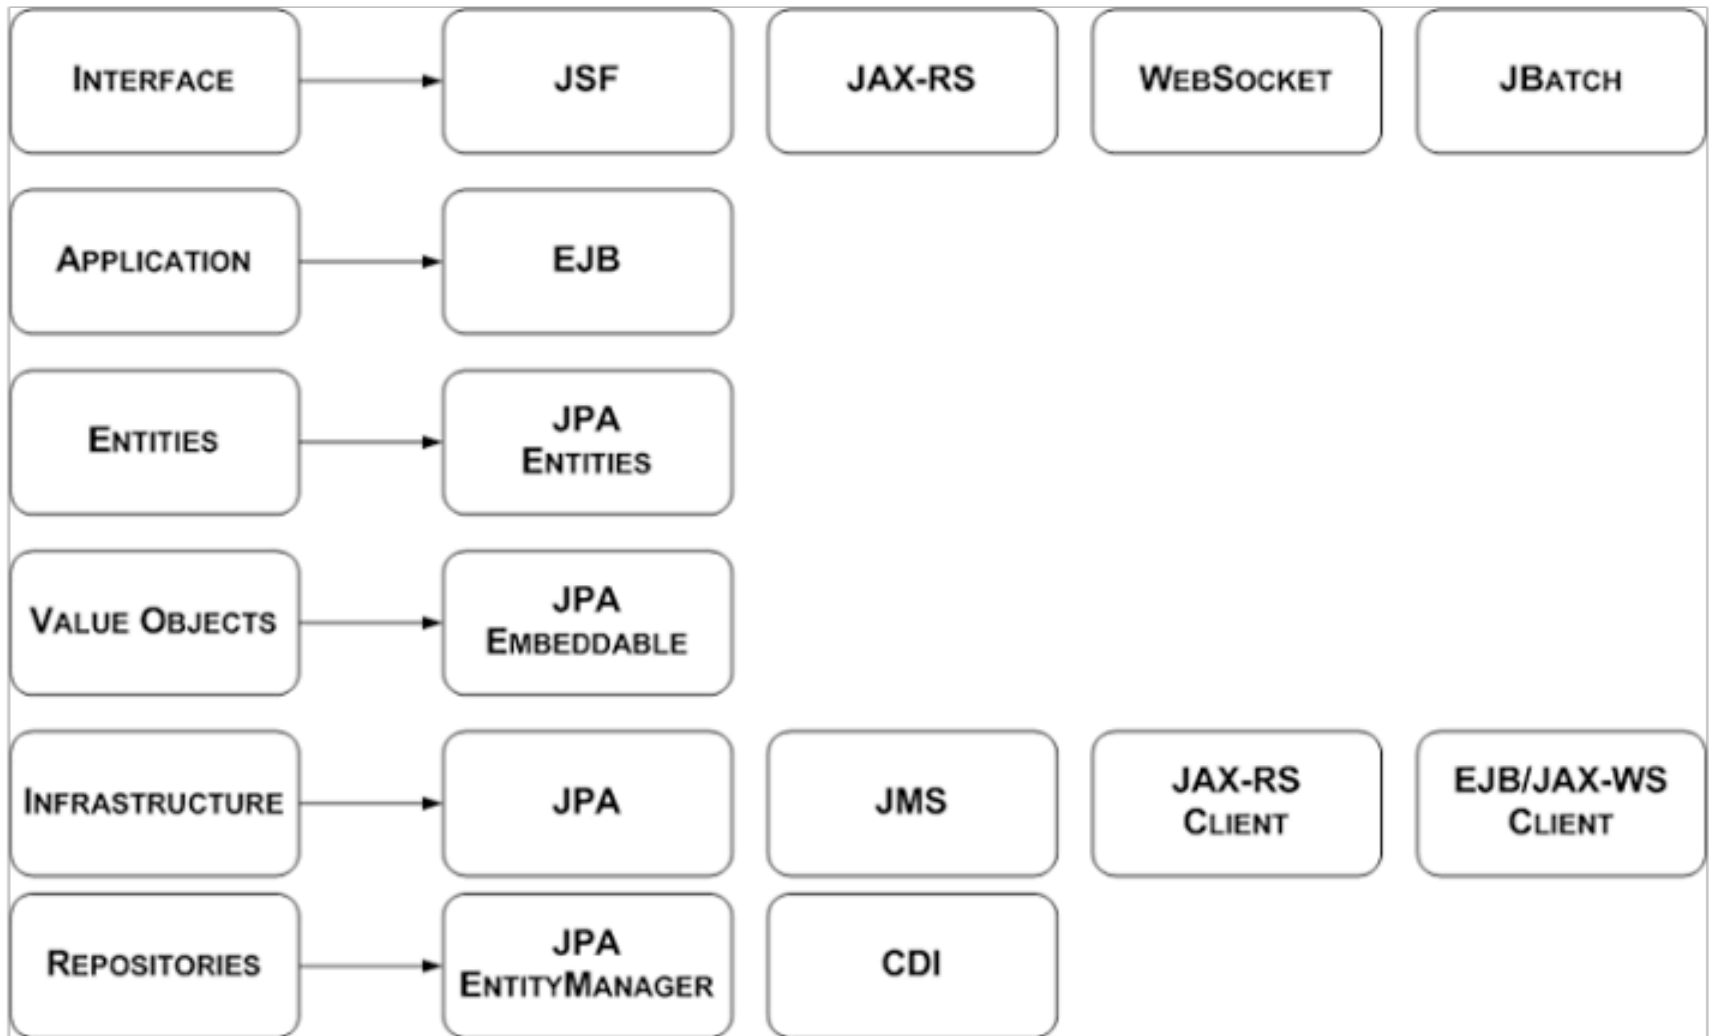 INTERFACE
JSF
JAX-RS
WEBSOCKET
JBATCH
APPLICATION
EJB
ENTITIES
JPA
ENTITIES
VALUE OBJECTS
JPA
EMBEDDABLE
INFRASTRUCTURE
JPA
JMS
JAX-RS
CLIENT
EJB/JAX-WS
CLIENT
REPOSITORIES
JPA
ENTITYMANAGER
CDI